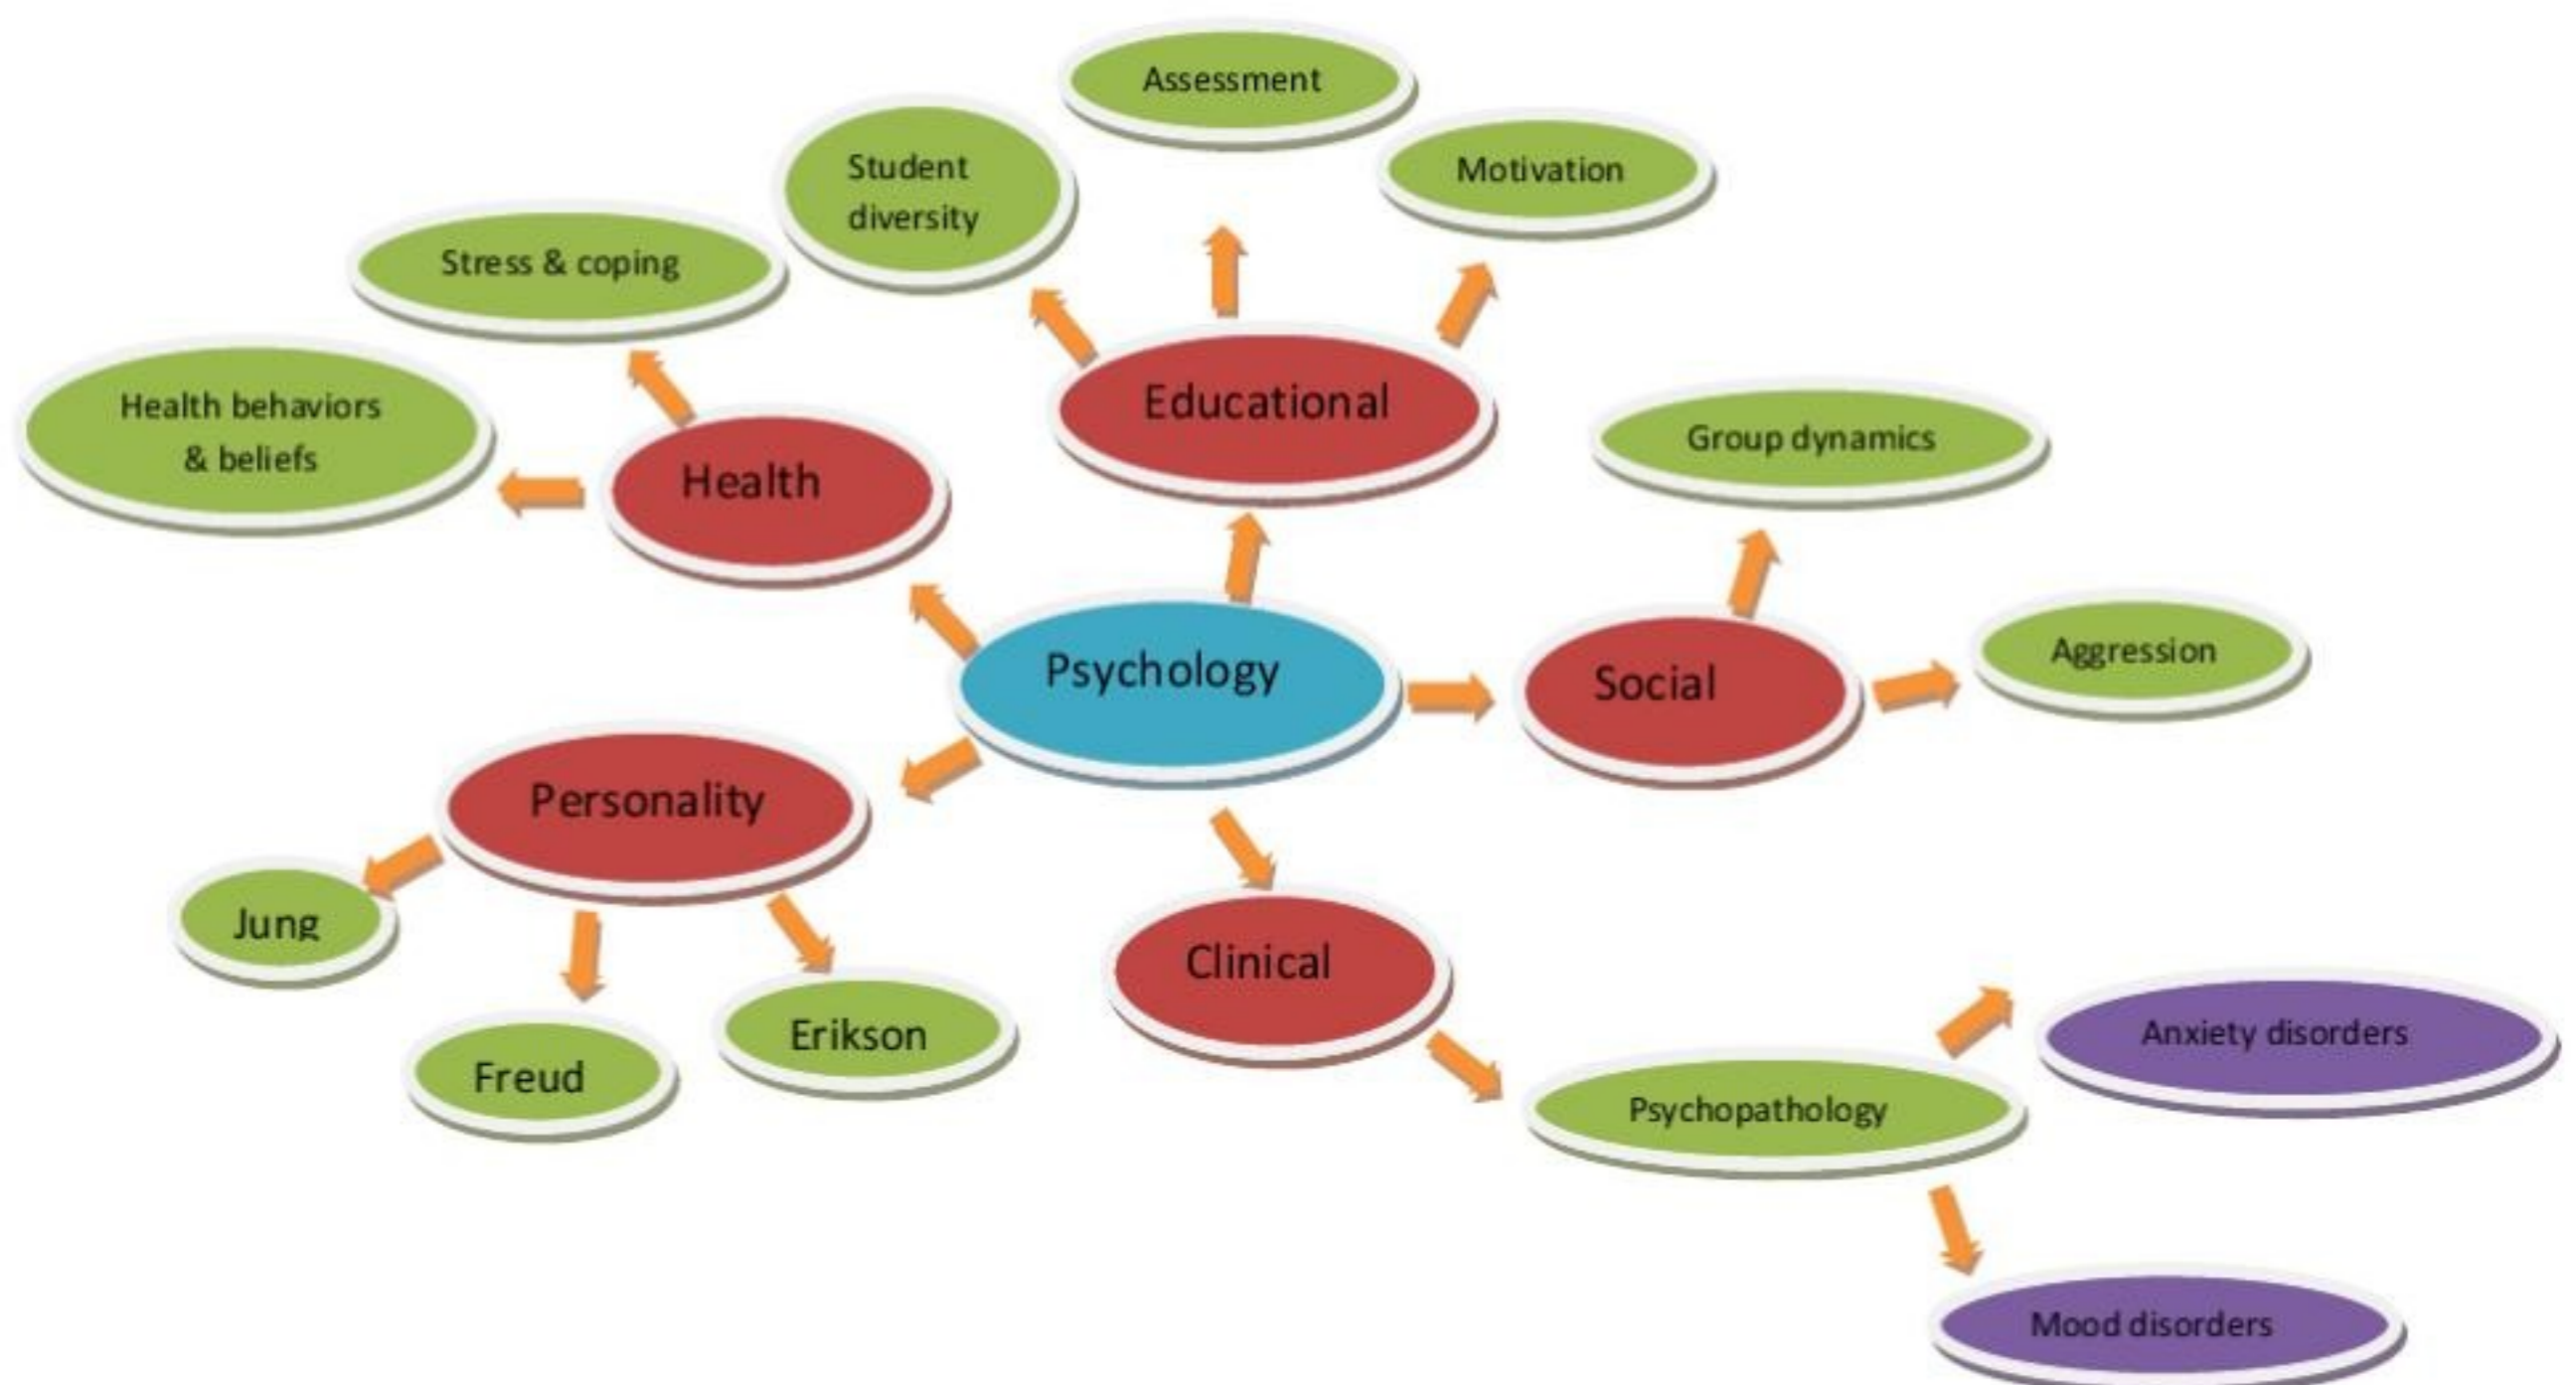 Assessment
Student
diversity
Motivation
Stress & coping
Health behaviors
& beliefs
Educational
Health
Group dynamics
Psychology
Social
Aggression
Personality
Jung
Clinical
Erikson
Freud
Anxiety disorders
Psychopathology
Mood disorders